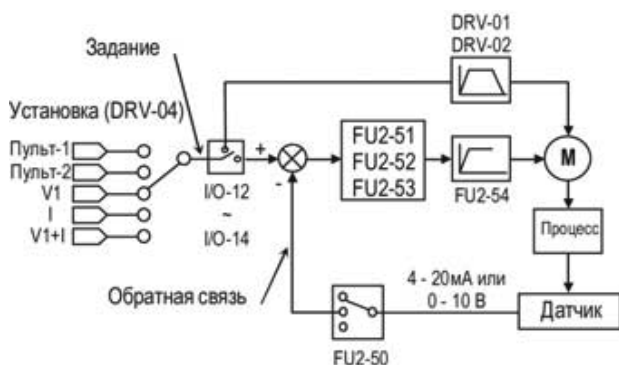 DRV-01
DRV-02
Задание
Установка (DRV-04)
Пульт-1
Пульт-2
V1
I
V1+I
I/O-12
~
I/O-14
+
-
FU2-51
FU2-52
FU2-53
FU2-54
M
Процесс
Обратная связь
4 - 20мА или
0 - 10 В
Датчик
FU2-50